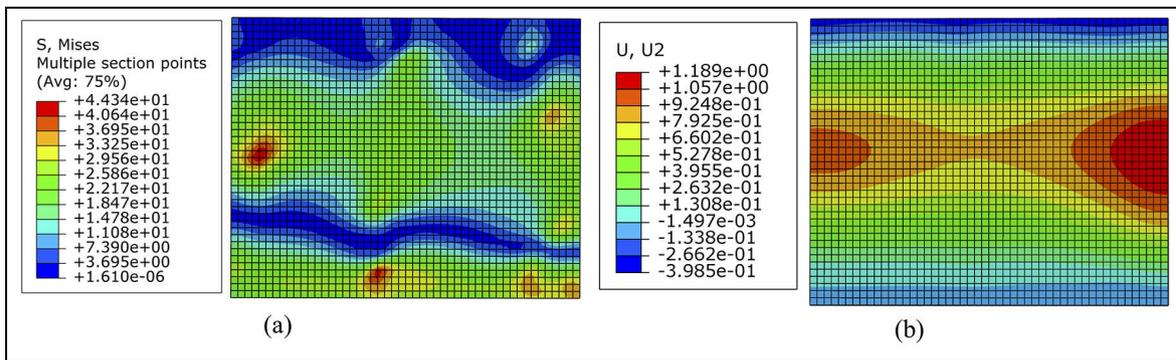 S, Mises
Multiple section points
(Avg: 75%)
+4.434e+01
+4.064e+01
+3.695e+01
+3.325e+01
+2.956e+01
+2.586e+01
+2.217e+01
+1.847e+01
+1.478e+01
+1.108e+01
+7.390e+00
+3.695e+00
+1.610e-06
(a)
U, U2
+1.189e+00
+1.057e+00
+9.248e-01
+7.925e-01
+6.602e-01
+5.278e-01
+3.955e-01
+2.632e-01
+1.308e-01
-1.497e-03
-1.338e-01
-2.662e-01
-3.985e-01
(b)